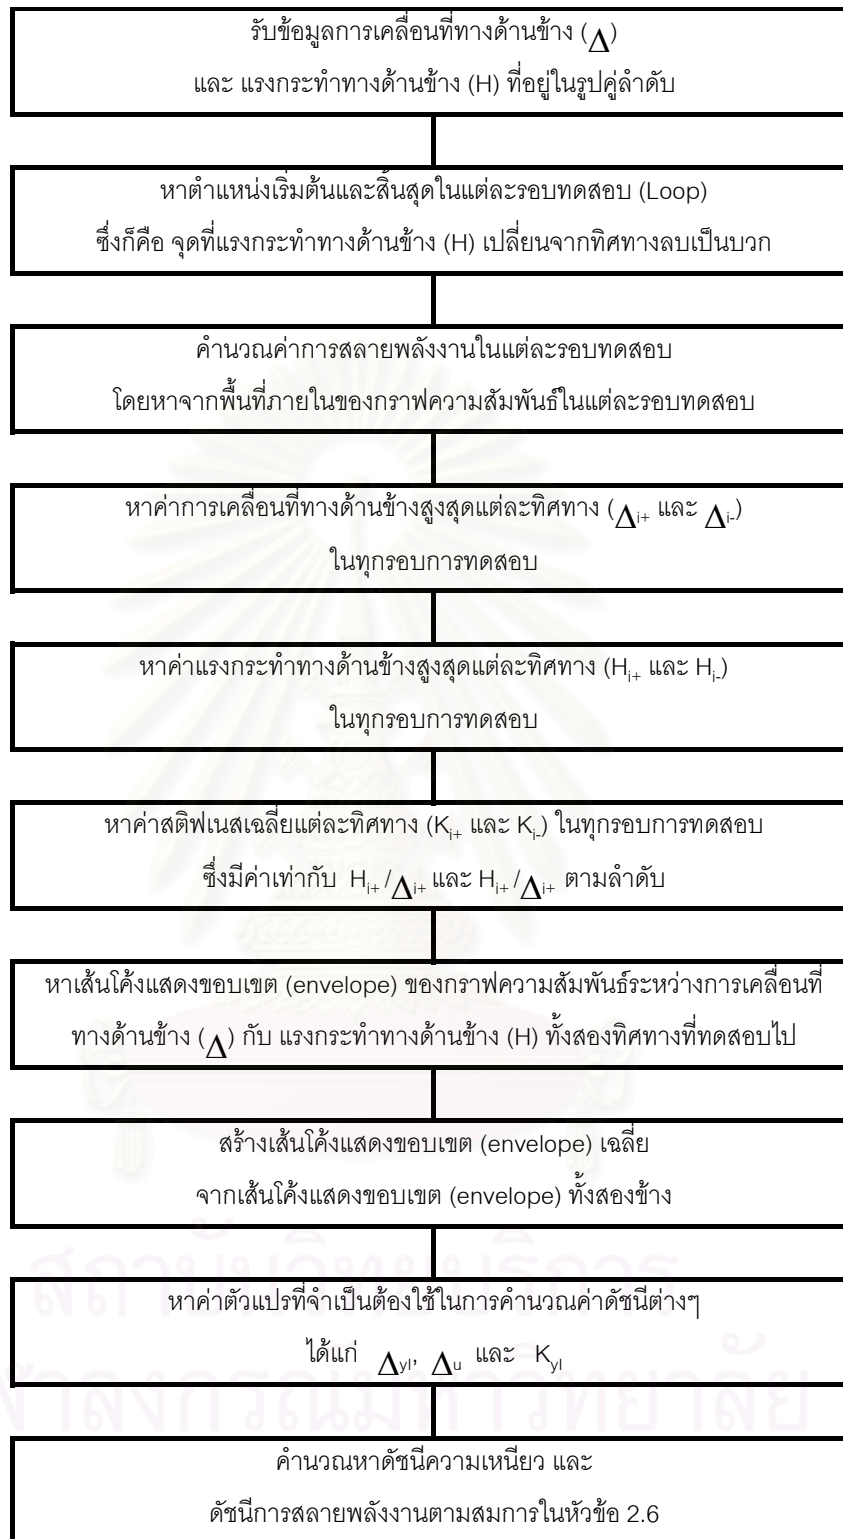 รับข้อมูลการเคลื่อนที่ทางด้านข้าง (Δ)
และ แรงกระทำทางด้านข้าง (H) ที่อยู่ในรูปคู่ลำดับ
หาตำแหน่งเริ่มต้นและสิ้นสุดในแต่ละรอบทดสอบ (Loop)
ซึ่งก็คือ จุดที่แรงกระทำทางด้านข้าง (H) เปลี่ยนจากทิศทางลบเป็นบวก
คำนวณค่าการสลายพลังงานในแต่ละรอบทดสอบ
โดยหาจากพื้นที่ภายในของกราฟความสัมพันธ์ในแต่ละรอบทดสอบ
หาค่าการเคลื่อนที่ทางด้านข้างสูงสุดแต่ละทิศทาง (Δi+ และ Δi-)
ในทุกรอบการทดสอบ
หาค่าแรงกระทำทางด้านข้างสูงสุดแต่ละทิศทาง (Hi+ และ Hi-)
ในทุกรอบการทดสอบ
หาค่าสติฟเนสเฉลี่ยแต่ละทิศทาง (Ki+ และ Ki-) ในทุกรอบการทดสอบ
ซึ่งมีค่าเท่ากับ Hi+ /Δi+ และ Hi+ /Δi+ ตามลำดับ
หาเส้นโค้งแสดงขอบเขต (envelope) ของกราฟความสัมพันธ์ระหว่างการเคลื่อนที่
ทางด้านข้าง (Δ) กับ แรงกระทำทางด้านข้าง (H) ทั้งสองทิศทางที่ทดสอบไป
สร้างเส้นโค้งแสดงขอบเขต (envelope) เฉลี่ย
จากเส้นโค้งแสดงขอบเขต (envelope) ทั้งสองข้าง
หาค่าตัวแปรที่จำเป็นต้องใช้ในการคำนวณค่าดัชนีต่างๆ
ได้แก่ Δyl, Δu และ Kyl
คำนวณหาดัชนีความเหนียว และ
ดัชนีการสลายพลังงานตามสมการในหัวข้อ 2.6
สถาบันวิทยบริการ
จุฬาลงกรณ์มหาวิทยาลัย